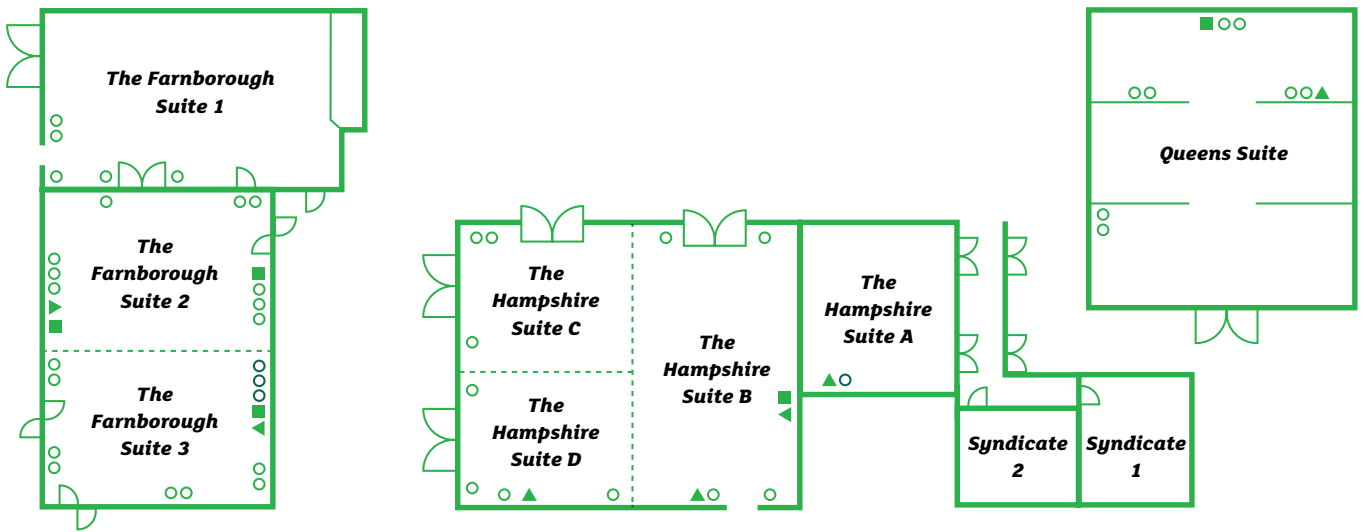 The Farnborough
Suite 1
The
Farnborough
Suite 2
The
Farnborough
Suite 3
The
Hampshire
Suite C
The
Hampshire
Suite D
The
Hampshire
Suite B
The
Hampshire
Suite A
Syndicate
2
Syndicate
1
Queens Suite